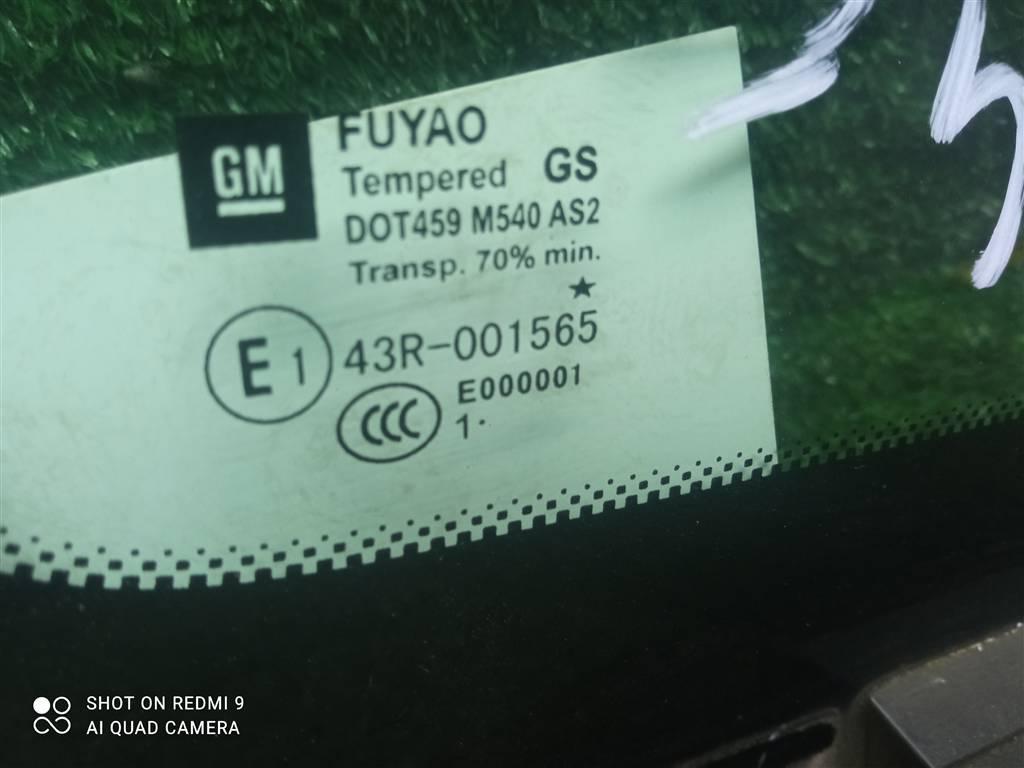 GM
FUYAO
Tempered GS
DOT459 M540 AS2
Transp. 70% min.
★
E 1 43R-001565
CCC E000001
1·
SHOT ON REDMI 9
AI QUAD CAMERA